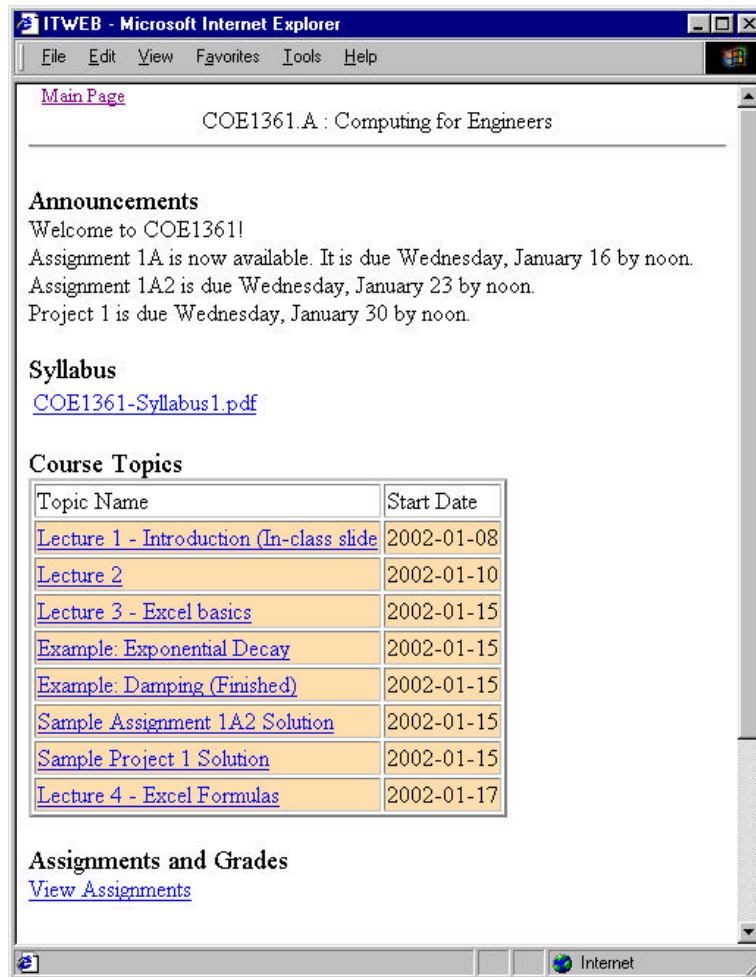 ITWEB - Microsoft Internet Explorer
File Edit View Favorites Tools Help
Main Page
COE1361.A : Computing for Engineers
Announcements
Welcome to COE1361!
Assignment 1A is now available. It is due Wednesday, January 16 by noon.
Assignment 1A2 is due Wednesday, January 23 by noon.
Project 1 is due Wednesday, January 30 by noon.
Syllabus
COE1361-Syllabus1.pdf
Course Topics
Topic Name Start Date
Lecture 1 - Introduction (In-class slide 2002-01-08
Lecture 2 2002-01-10
Lecture 3 - Excel basics 2002-01-15
Example: Exponential Decay 2002-01-15
Example: Damping (Finished) 2002-01-15
Sample Assignment 1A2 Solution 2002-01-15
Sample Project 1 Solution 2002-01-15
Lecture 4 - Excel Formulas 2002-01-17
Assignments and Grades
View Assignments
Internet